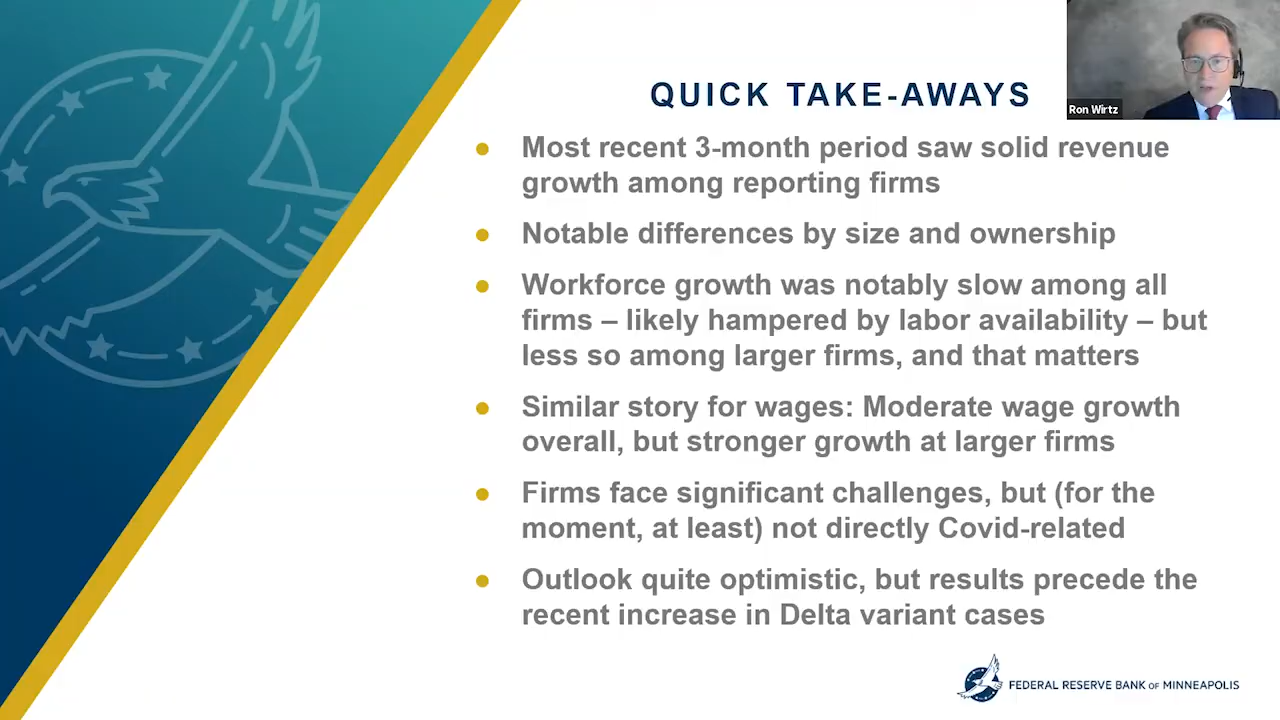 QUICK TAKE-AWAYS
Ron Wirtz
● Most recent 3-month period saw solid revenue
growth among reporting firms
● Notable differences by size and ownership
● Workforce growth was notably slow among all
firms – likely hampered by labor availability – but
less so among larger firms, and that matters
● Similar story for wages: Moderate wage growth
overall, but stronger growth at larger firms
● Firms face significant challenges, but (for the
moment, at least) not directly Covid-related
● Outlook quite optimistic, but results precede the
recent increase in Delta variant cases
FEDERAL RESERVE BANK OF MINNEAPOLIS